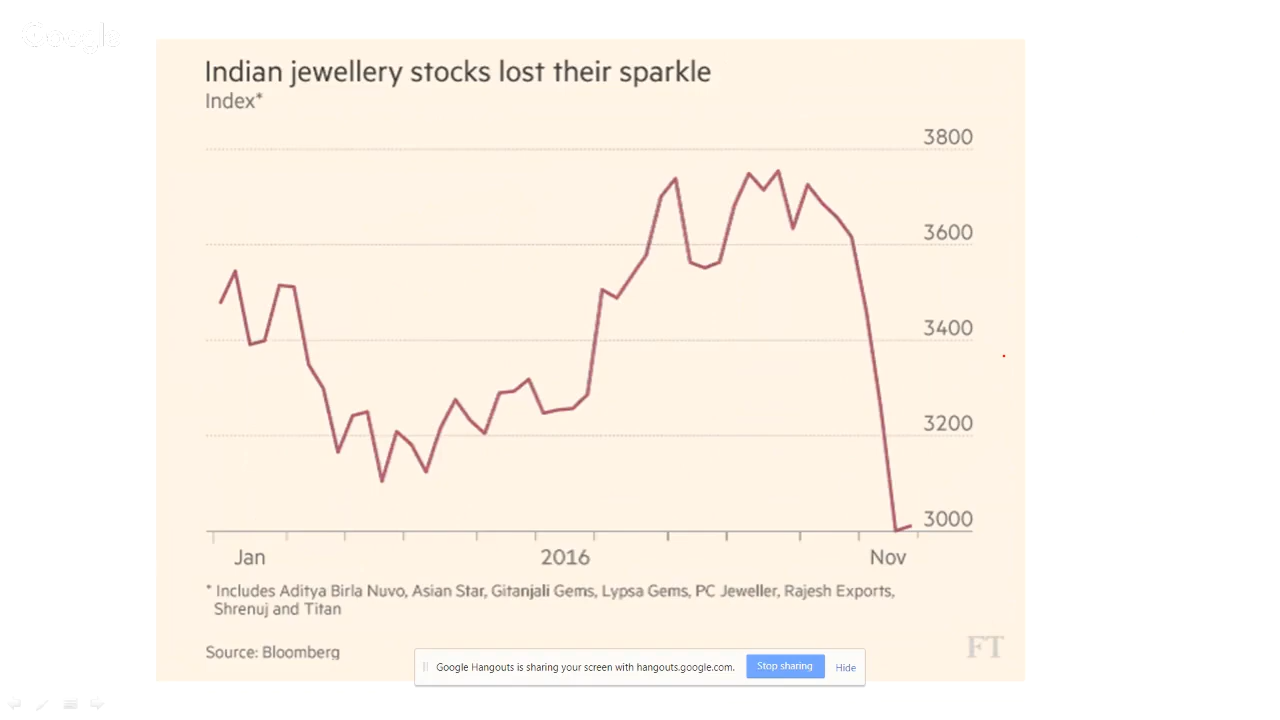 Google
Indian jewellery stocks lost their sparkle
Index*
3800
3600
3400
3200
3000
Jan 2016 Nov
* Includes Aditya Birla Nuvo, Asian Star, Gitanjali Gems, Lypsa Gems, PC Jeweller, Rajesh Exports,
Shrenuj and Titan
Source: Bloomberg
FT
Google Hangouts is sharing your screen with hangouts.google.com. Stop sharing Hide